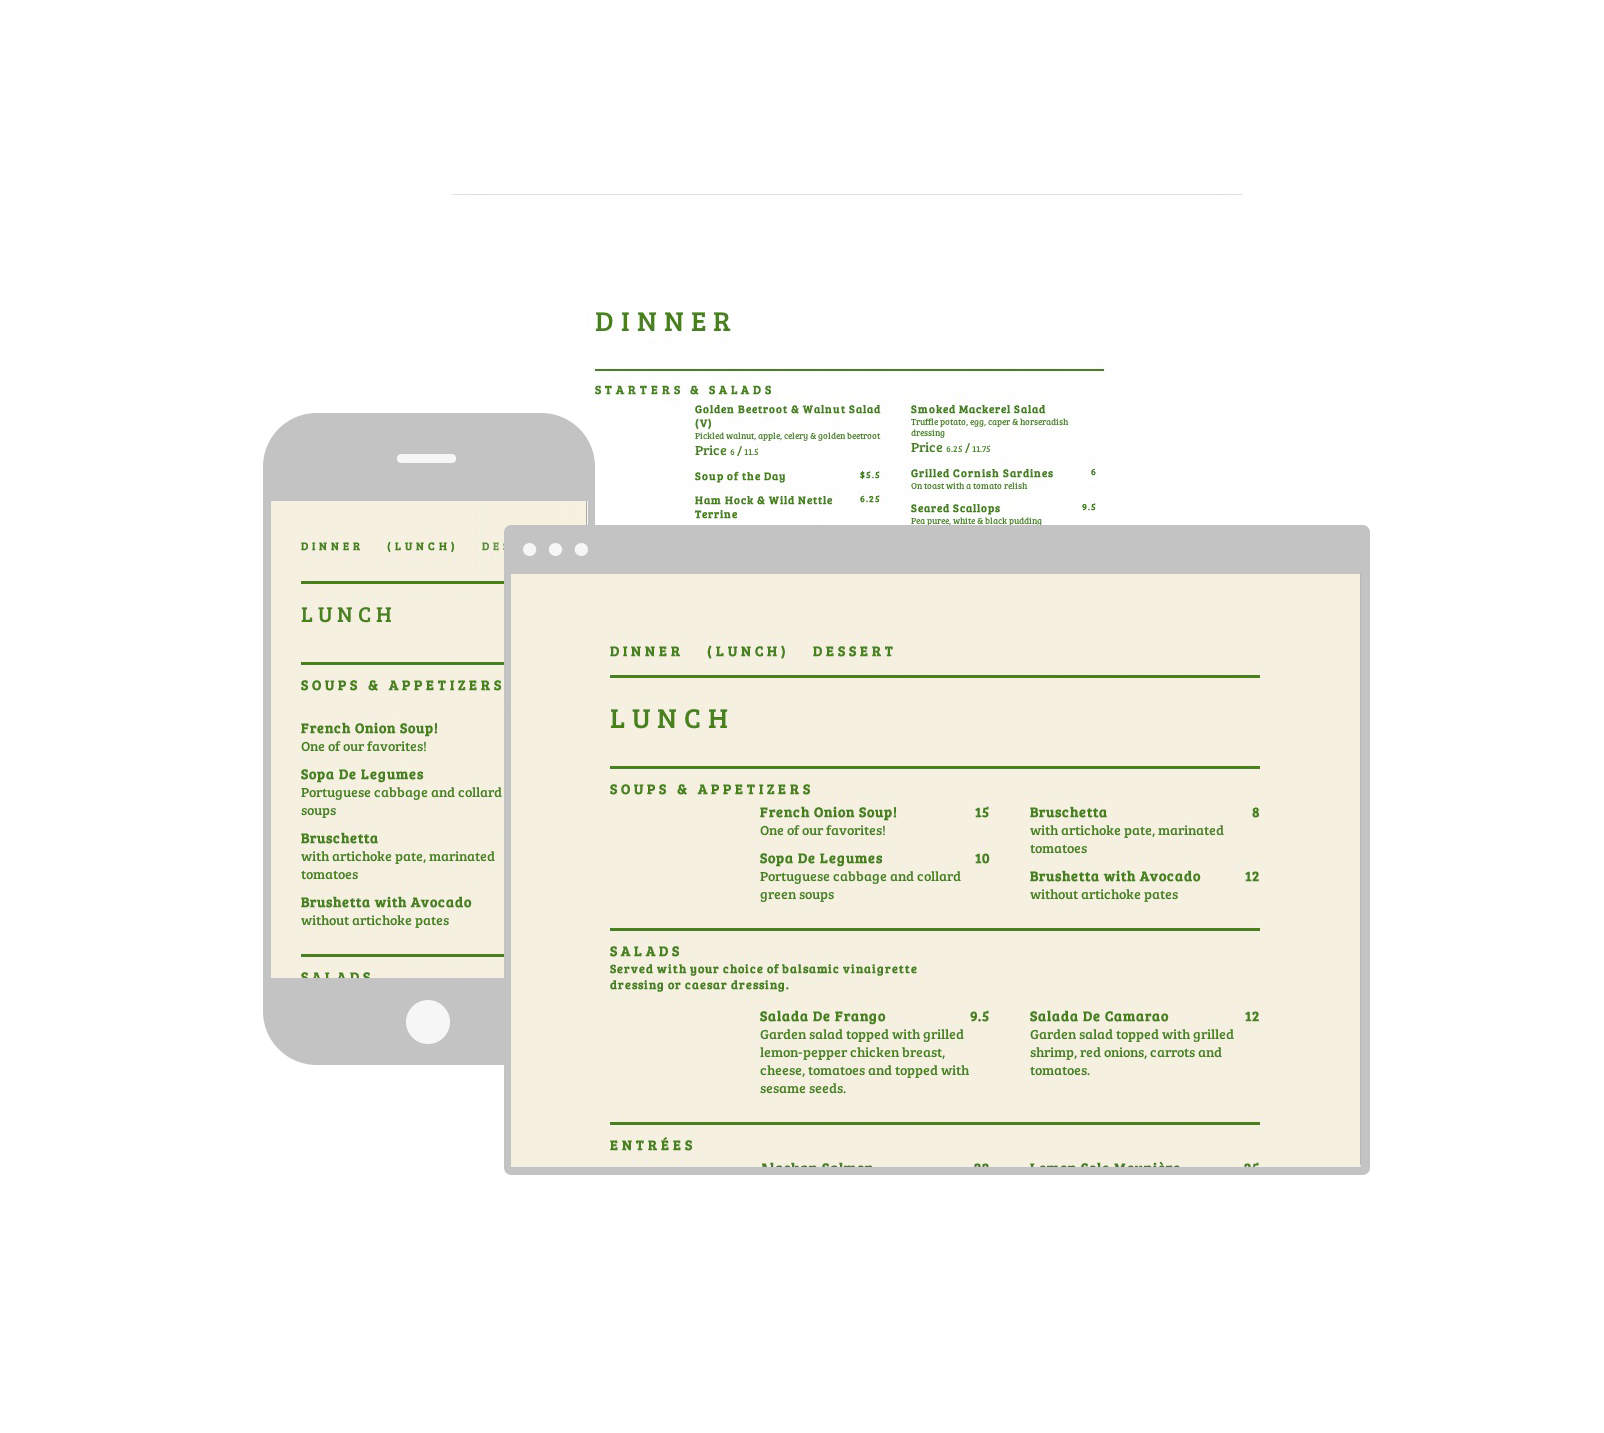 DINNER
STARTERS & SALADS
Golden Beetroot & Walnut Salad
(V)
Pickled walnut, apple, celery & golden beetroot
Price 6 / 11.5
Soup of the Day $5.5
Ham Hock & Wild Nettle 6.25
Terrine
Smoked Mackerel Salad
Truffle potato, egg, caper & horseradish
dressing
Price 6.25 / 11.75
Grilled Cornish Sardines 6
On toast with a tomato relish
Seared Scallops 9.5
Pea puree, white & black pudding
DINNER (LUNCH) DES
LUNCH
SOUPS & APPETIZERS
French Onion Soup!
One of our favorites!
Sopa De Legumes
Portuguese cabbage and collard
soups
Bruschetta
with artichoke pate, marinated
tomatoes
Brushetta with Avocado
without artichoke pates
SALADS
DINNER (LUNCH) DESSERT
LUNCH
SOUPS & APPETIZERS
French Onion Soup! 15
One of our favorites!
Sopa De Legumes 10
Portuguese cabbage and collard
green soups
Bruschetta 8
with artichoke pate, marinated
tomatoes
Brushetta with Avocado 12
without artichoke pates
SALADS
Served with your choice of balsamic vinaigrette
dressing or caesar dressing.
Salada De Frango 9.5
Garden salad topped with grilled
lemon-pepper chicken breast,
cheese, tomatoes and topped with
sesame seeds.
Salada De Camarao 12
Garden salad topped with grilled
shrimp, red onions, carrots and
tomatoes.
ENTRÉES
Alaskan Salmon
Lemon Sole Meunière